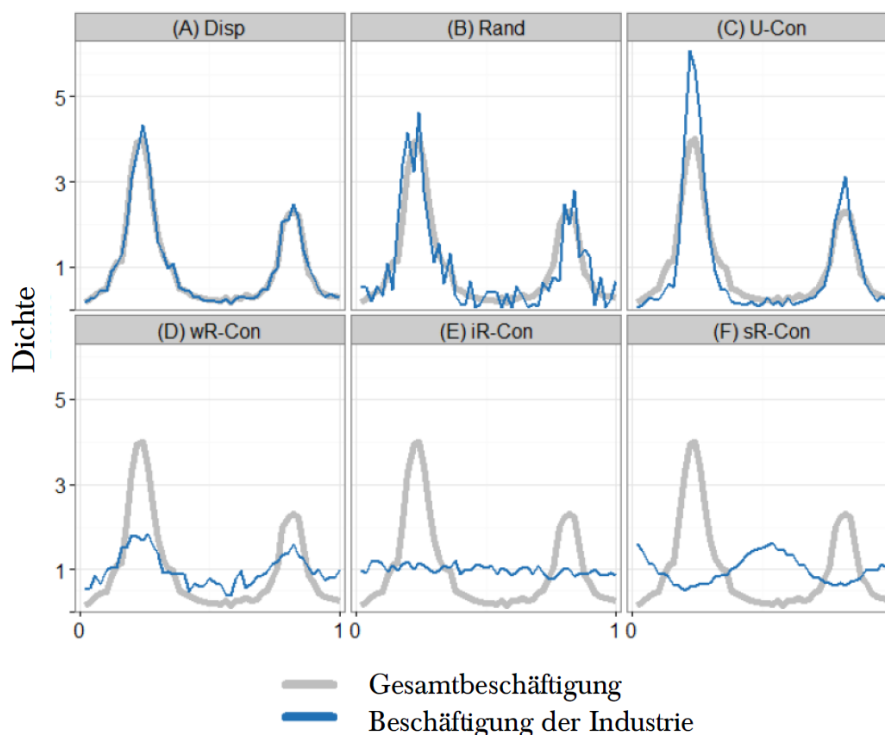 (A) Disp
(B) Rand
(C) U-Con
5
3
1
Dichte
(D) wR-Con
(E) iR-Con
(F) sR-Con
5
3
1
0
1
0
1
0
Gesamtbeschäftigung
Beschäftigung der Industrie